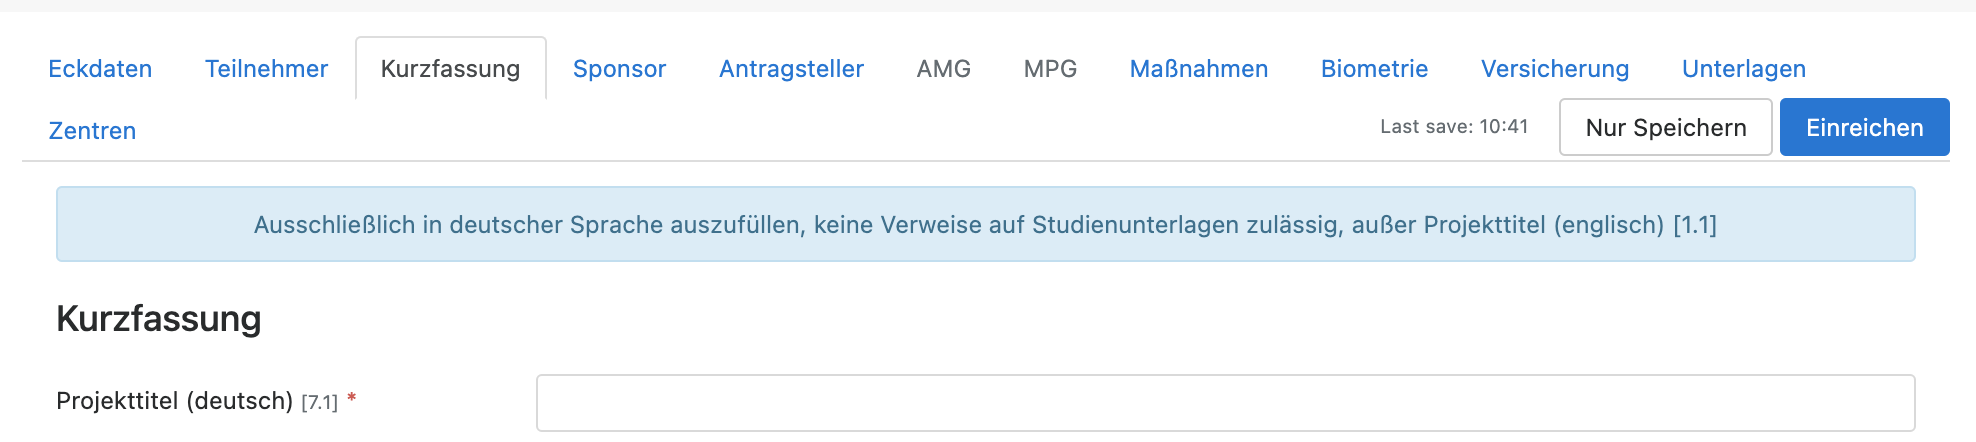 Eckdaten Teilnehmer Kurzfassung Sponsor Antragsteller AMG MPG Maßnahmen Biometrie Versicherung Unterlagen
Zentren Last save: 10:41 Nur Speichern Einreichen
Ausschließlich in deutscher Sprache auszufüllen, keine Verweise auf Studienunterlagen zulässig, außer Projekttitel (englisch) [1.1]
Kurzfassung
Projekttitel (deutsch) [7.1] *